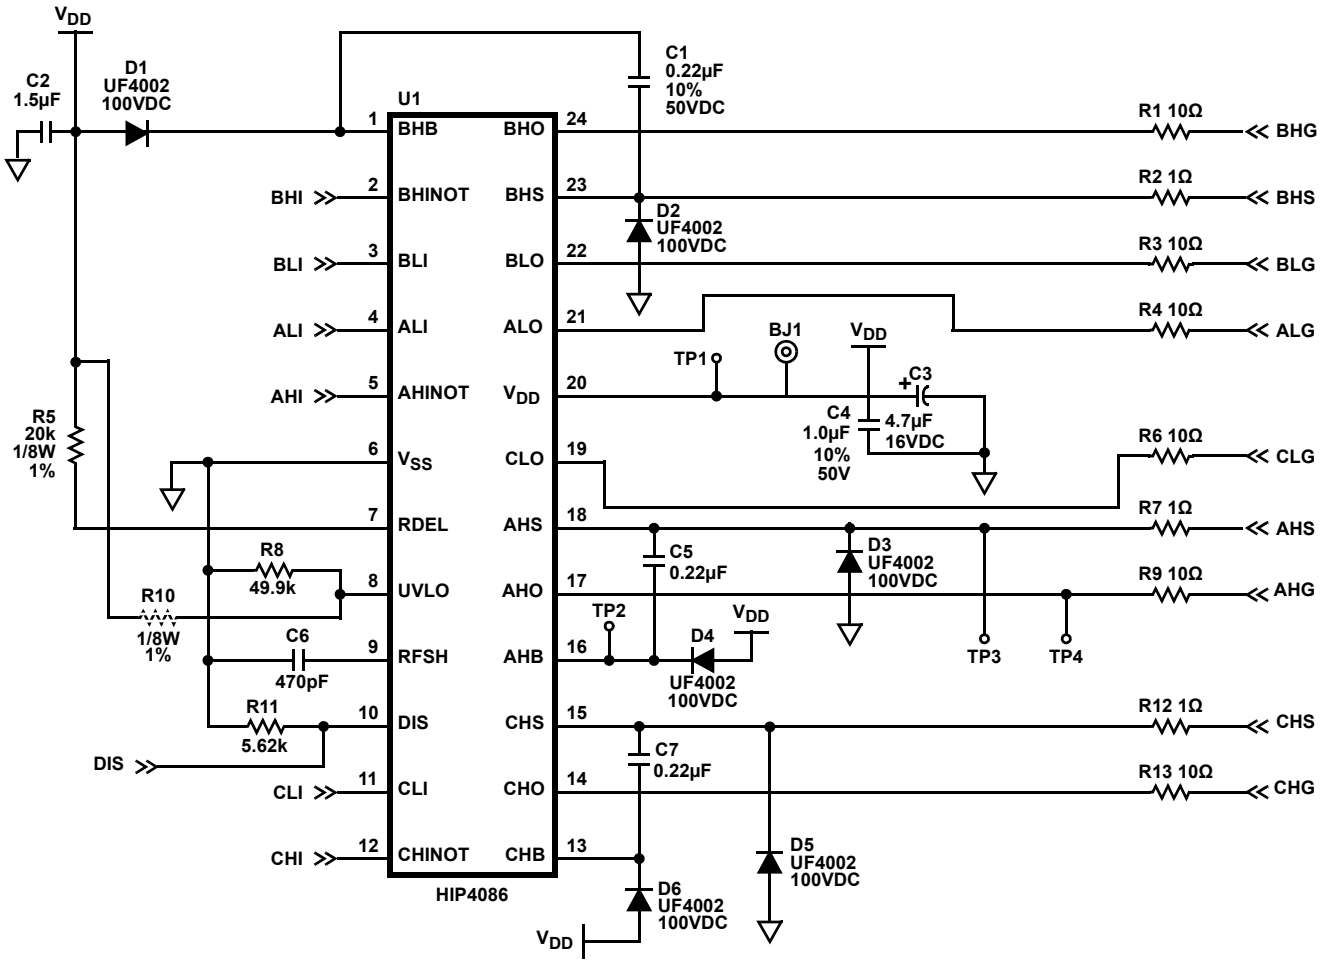 VDD
C2
1.5µF
D1
UF4002
100VDC
U1
C1
0.22µF
10%
50VDC
1
BHB
BHO
24
R1 10Ω
BHG
BHI
2
BHINOT
BHS
23
R2 1Ω
BHS
D2
UF4002
100VDC
BLI
3
BLI
BLO
22
R3 10Ω
BLG
ALI
4
ALI
ALO
21
R4 10Ω
ALG
TP1
BJ1
VDD
AHI
5
AHINOT
VDD
20
C3
4.7µF
16VDC
C4
1.0µF
10%
50V
+
R5
20k
1/8W
1%
6
VSS
CLO
19
R6 10Ω
CLG
7
RDEL
AHS
18
R7 1Ω
AHS
R8
49.9k
C5
0.22µF
D3
UF4002
100VDC
8
UVLO
AHO
17
R9 10Ω
AHG
R10
1/8W
1%
TP2
D4
UF4002
100VDC
VDD
TP3
TP4
C6
470pF
9
RFSH
AHB
16
R11
5.62k
10
DIS
CHS
15
R12 1Ω
CHS
DIS
C7
0.22µF
CLI
11
CLI
CHO
14
R13 10Ω
CHG
CHI
12
CHINOT
CHB
13
D5
UF4002
100VDC
HIP4086
D6
UF4002
100VDC
VDD